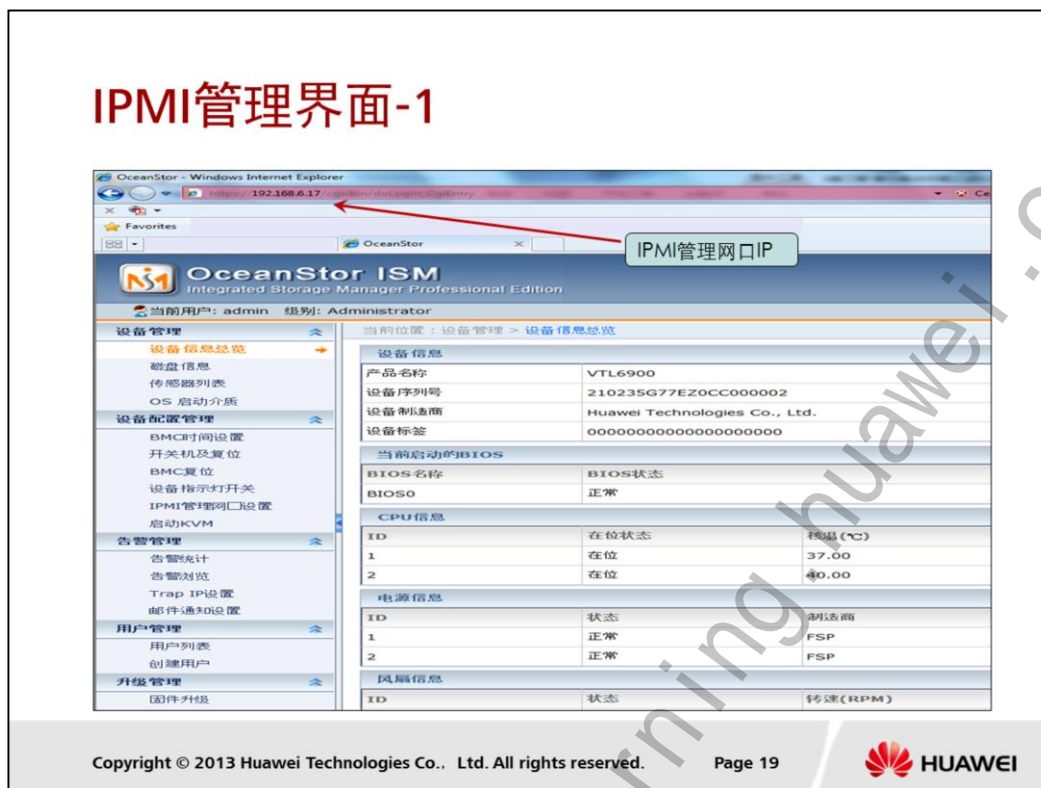 IPMI管理界面-1
OceanStor - Windows Internet Explorer
https://192.168.6.17/cgi-bin/doLogin_CgiEntry
Ce
Favorites
OceanStor
IPMI管理网口IP
OceanStor ISM
Integrated Storage Manager Professional Edition
当前用户: admin 级别: Administrator
设备管理
设备信息总览
磁盘信息
传感器列表
OS 启动介质
设备配置管理
BMC时间设置
开关机及复位
BMC复位
设备指示灯开关
IPMI管理网口设置
启动KVM
告警管理
告警统计
告警浏览
Trap IP设置
邮件通知设置
用户管理
用户列表
创建用户
升级管理
固件升级
当前位置：设备管理 > 设备信息总览
设备信息
产品名称 VTL6900
设备序列号 210235G77EZ0CC000002
设备制造商 Huawei Technologies Co., Ltd.
设备标签 00000000000000000000
当前启动的BIOS
BIOS名称 BIOS状态
BIOS0 正常
CPU信息
ID 在位状态 核温(℃)
1 在位 37.00
2 在位 40.00
电源信息
ID 状态 制造商
1 正常 FSP
2 正常 FSP
风扇信息
ID 状态 转速(RPM)
Copyright © 2013 Huawei Technologies Co., Ltd. All rights reserved. Page 19
HUAWEI